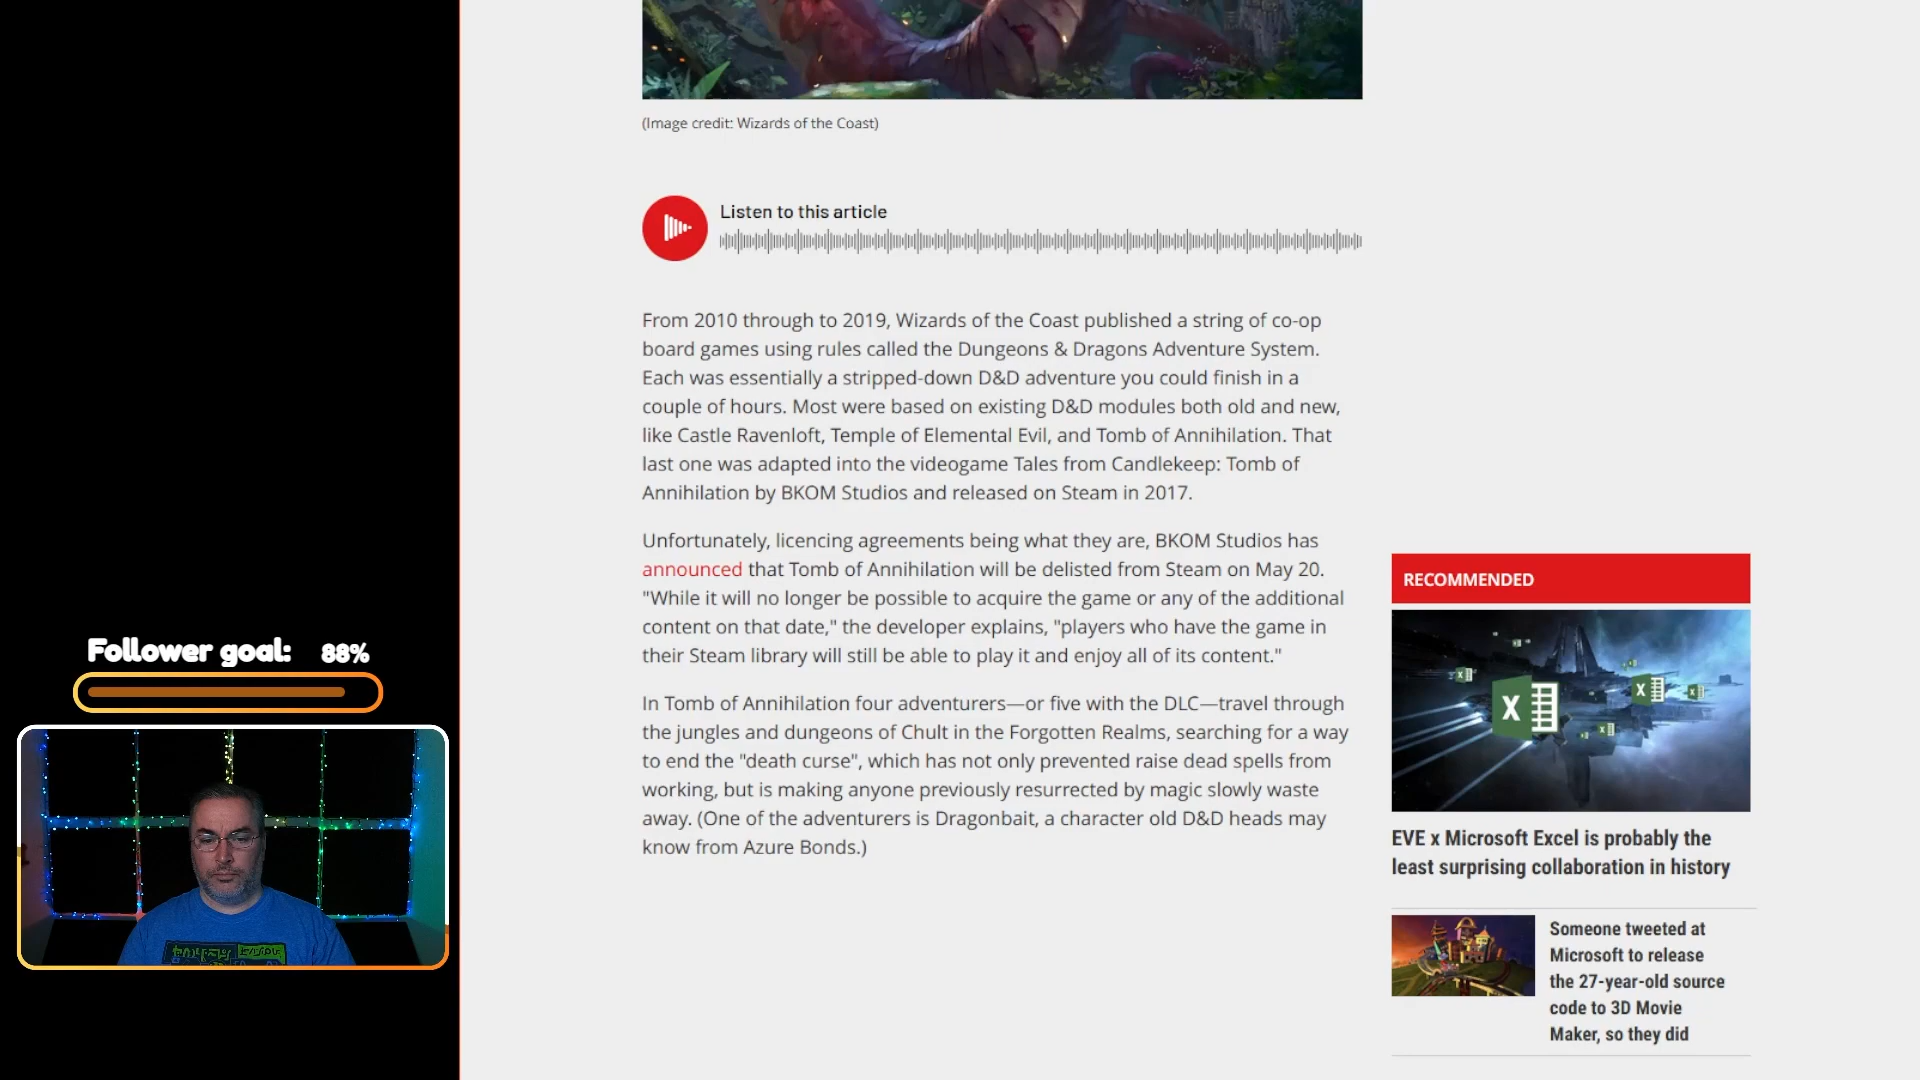 (Image credit: Wizards of the Coast)
Listen to this article
From 2010 through to 2019, Wizards of the Coast published a string of co-op
board games using rules called the Dungeons & Dragons Adventure System.
Each was essentially a stripped-down D&D adventure you could finish in a
couple of hours. Most were based on existing D&D modules both old and new,
like Castle Ravenloft, Temple of Elemental Evil, and Tomb of Annihilation. That
last one was adapted into the videogame Tales from Candlekeep: Tomb of
Annihilation by BKOM Studios and released on Steam in 2017.
Unfortunately, licencing agreements being what they are, BKOM Studios has
announced that Tomb of Annihilation will be delisted from Steam on May 20.
"While it will no longer be possible to acquire the game or any of the additional
content on that date," the developer explains, "players who have the game in
their Steam library will still be able to play it and enjoy all of its content."
In Tomb of Annihilation four adventurers—or five with the DLC—travel through
the jungles and dungeons of Chult in the Forgotten Realms, searching for a way
to end the "death curse", which has not only prevented raise dead spells from
working, but is making anyone previously resurrected by magic slowly waste
away. (One of the adventurers is Dragonbait, a character old D&D heads may
know from Azure Bonds.)
RECOMMENDED
X
X
X
EVE x Microsoft Excel is probably the
least surprising collaboration in history
Someone tweeted at
Microsoft to release
the 27-year-old source
code to 3D Movie
Maker, so they did
Follower goal: 88%